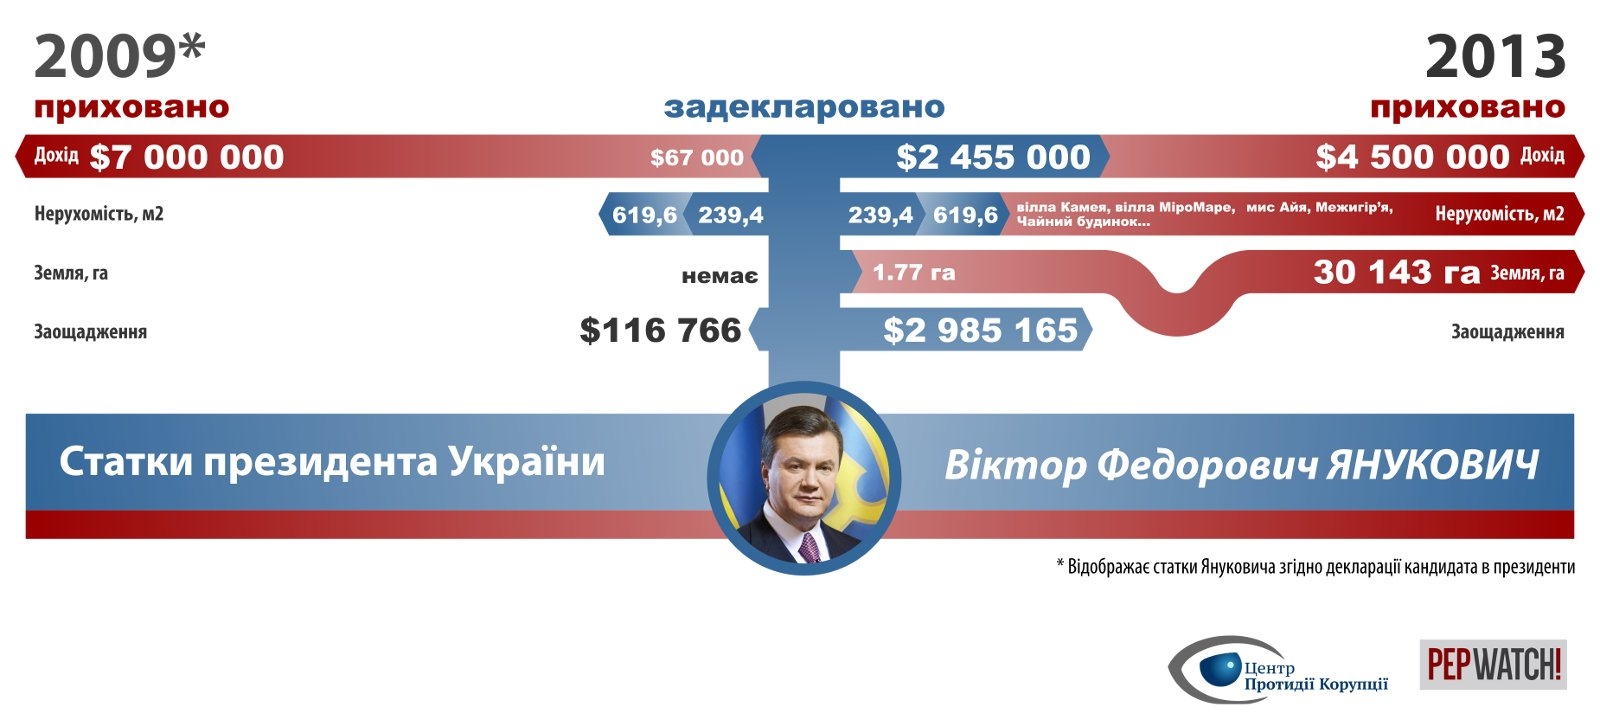 2009*
2013
приховано
задекларовано
приховано
Дохід $7 000 000
$67 000
$2 455 000
$4 500 000 Дохід
Нерухомість, м2
619,6
239,4
239,4
619,6
вілла Камея, вілла МіроМаре, мис Айя, Межигір'я,
Чайний будинок...
Нерухомість, м2
Земля, га
немає
1.77 га
30 143 га Земля, га
Заощадження
$116 766
$2 985 165
Заощадження
Статки президента України
Віктор Федорович ЯНУКОВИЧ
* Відображає статки Януковича згідно декларації кандидата в президенти
Центр
Протидії Корупції
PEPWATCH!